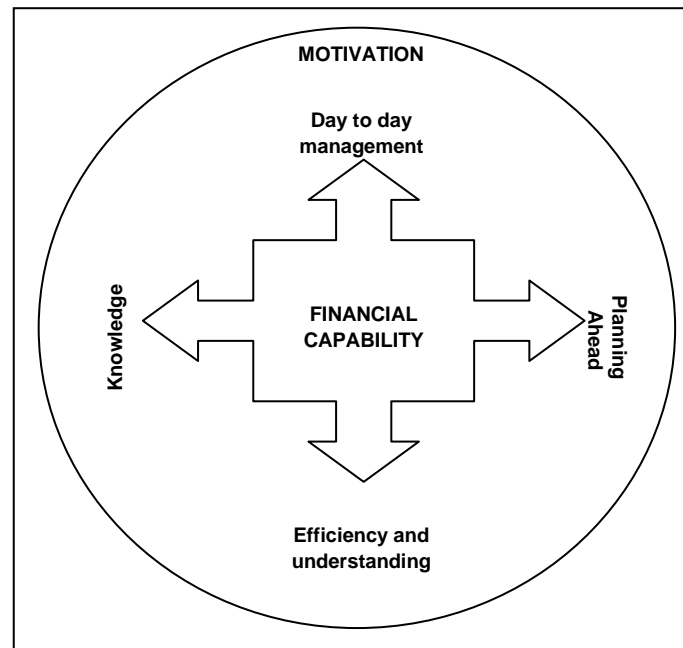 MOTIVATION
Day to day
management
Knowledge
FINANCIAL
CAPABILITY
Planning
Ahead
Efficiency and
understanding